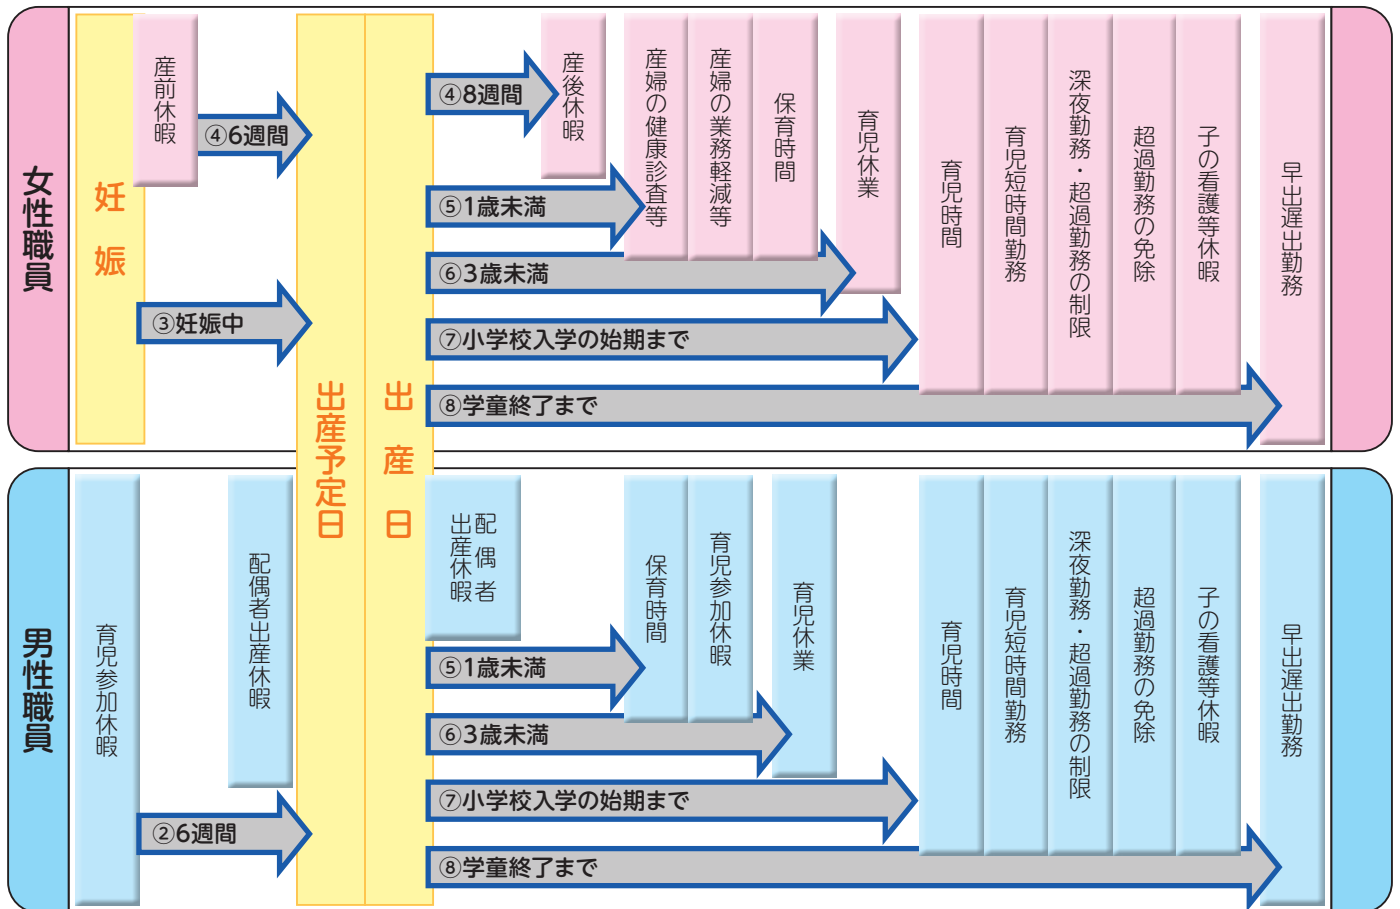 女性職員
妊娠
産前休暇
④6週間
③妊娠中
出産予定日
出産日
④8週間
産後休暇
⑤1歳未満
産婦の健康診査等
産婦の業務軽減等
保育時間
⑥3歳未満
育児休業
⑦小学校入学の始期まで
育児時間
育児短時間勤務
深夜勤務・超過勤務の制限
超過勤務の免除
子の看護等休暇
⑧学童終了まで
早出遅出勤務
男性職員
育児参加休暇
②6週間
配偶者出産休暇
配偶者
出産休暇
⑤1歳未満
保育時間
育児参加休暇
⑥3歳未満
育児休業
⑦小学校入学の始期まで
育児時間
育児短時間勤務
深夜勤務・超過勤務の制限
超過勤務の免除
子の看護等休暇
⑧学童終了まで
早出遅出勤務